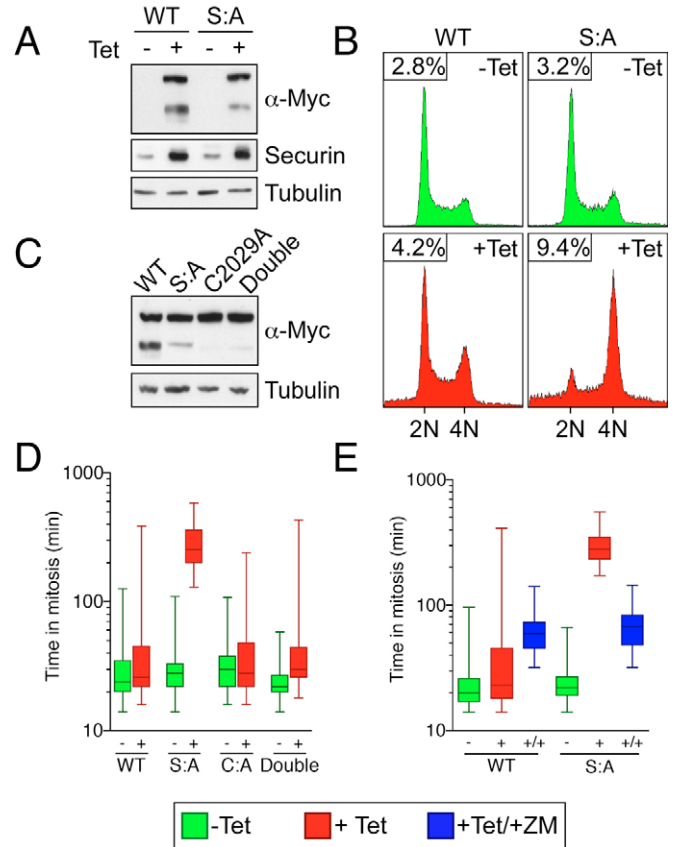 A
WT S:A
Tet - + - +
α-Myc
Securin
Tubulin
B
WT S:A
2.8% -Tet
3.2% -Tet
4.2% +Tet
9.4% +Tet
2N 4N 2N 4N
C
WT S:A C2029A Double
α-Myc
Tubulin
D
Time in mitosis (min)
1000
100
10
- + - + - + - +
WT S:A C:A Double
E
Time in mitosis (min)
1000
100
10
- + +/+ - + +/+
WT S:A
-Tet + Tet +Tet/+ZM